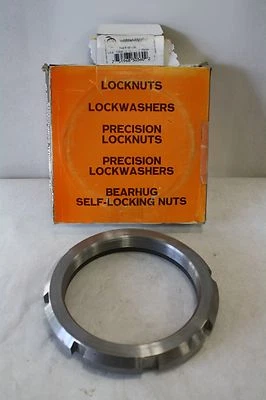 LOCKNUTS
LOCKWASHERS
PRECISION
LOCKNUTS
PRECISION
LOCKWASHERS
BEARHUG
SELF-LOCKING NUTS